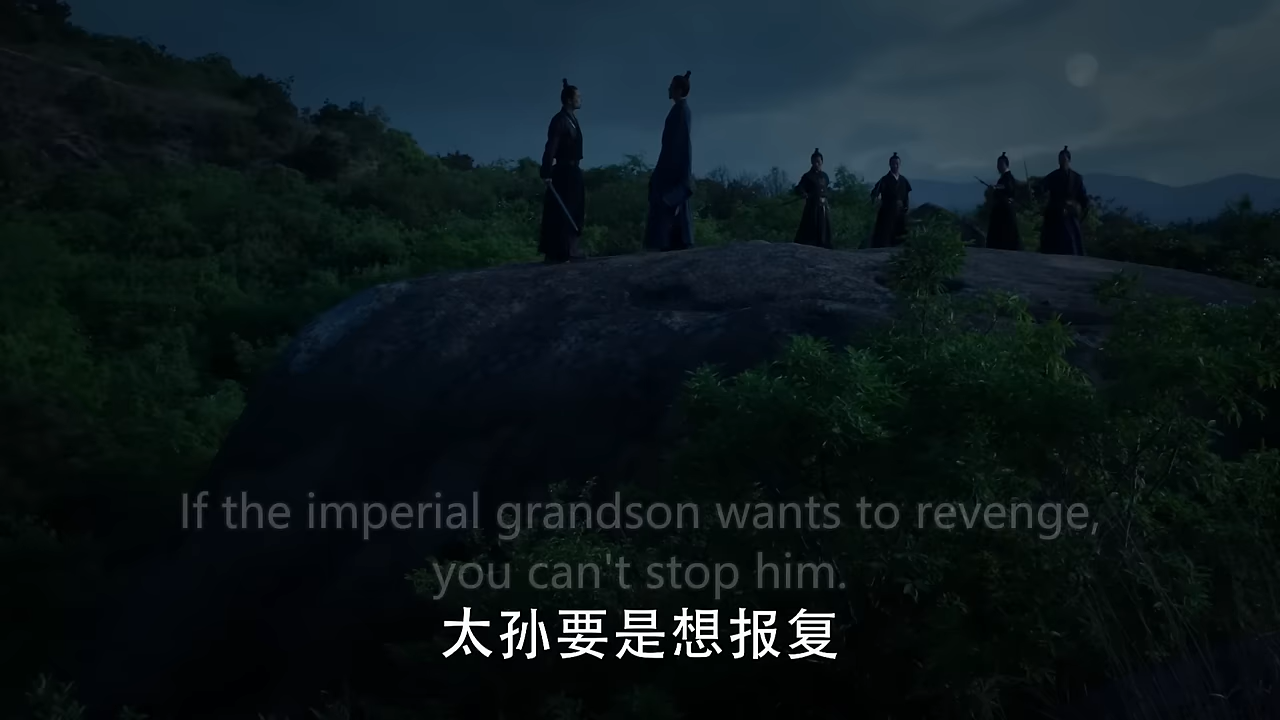 If the imperial grandson wants to revenge,
you can't stop him.
太孙要是想报复